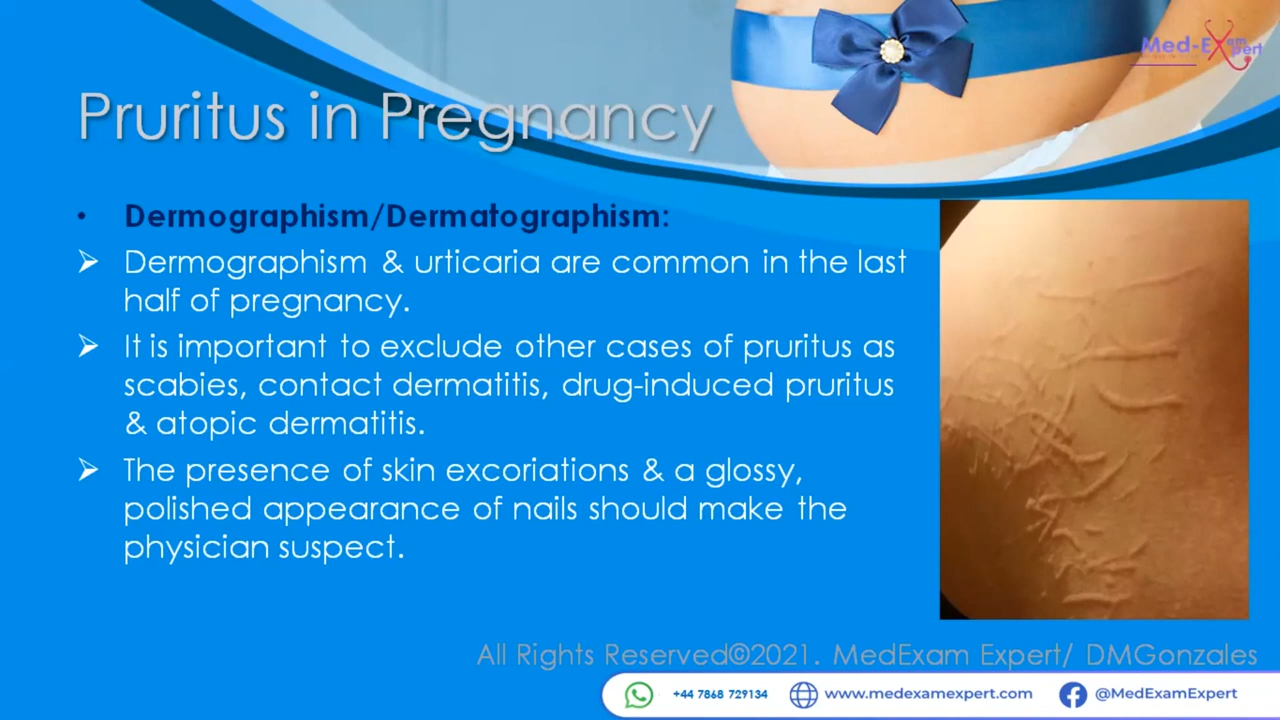 Med-Exam Expert
Pruritus in Pregnancy
• Dermographism/Dermatographism:
➢ Dermographism & urticaria are common in the last
half of pregnancy.
➢ It is important to exclude other cases of pruritus as
scabies, contact dermatitis, drug-induced pruritus
& atopic dermatitis.
➢ The presence of skin excoriations & a glossy,
polished appearance of nails should make the
physician suspect.
All Rights Reserved©2021. MedExam Expert/ DMGonzales
+44 7868 729134 www.medexamexpert.com @MedExamExpert